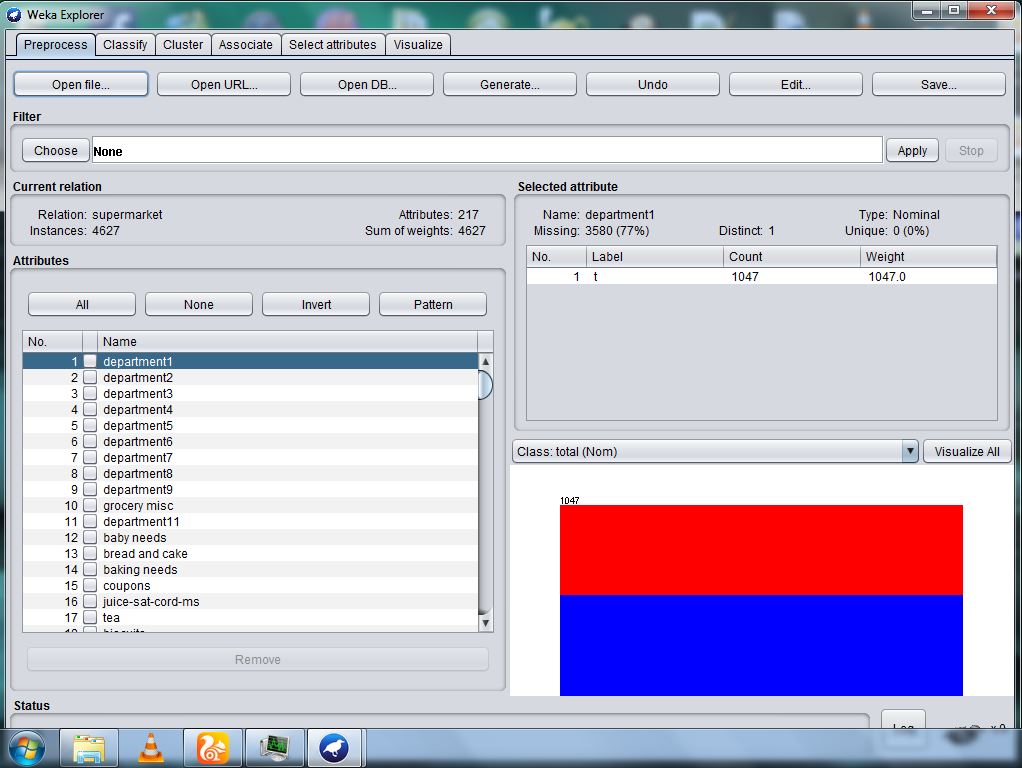 Weka Explorer
Preprocess Classify Cluster Associate Select attributes Visualize
Open file... Open URL... Open DB... Generate... Undo Edit... Save...
Filter
Choose None Apply Stop
Current relation
Relation: supermarket Attributes: 217
Instances: 4627 Sum of weights: 4627
Attributes
All None Invert Pattern
No. Name
1 department1
2 department2
3 department3
4 department4
5 department5
6 department6
7 department7
8 department8
9 department9
10 grocery misc
11 department11
12 baby needs
13 bread and cake
14 baking needs
15 coupons
16 juice-sat-cord-ms
17 tea
18 biscuits
Remove
Selected attribute
Name: department1 Type: Nominal
Missing: 3580 (77%) Distinct: 1 Unique: 0 (0%)
No. Label Count Weight
1 t 1047 1047.0
Class: total (Nom) Visualize All
1047
Status
Log x 0